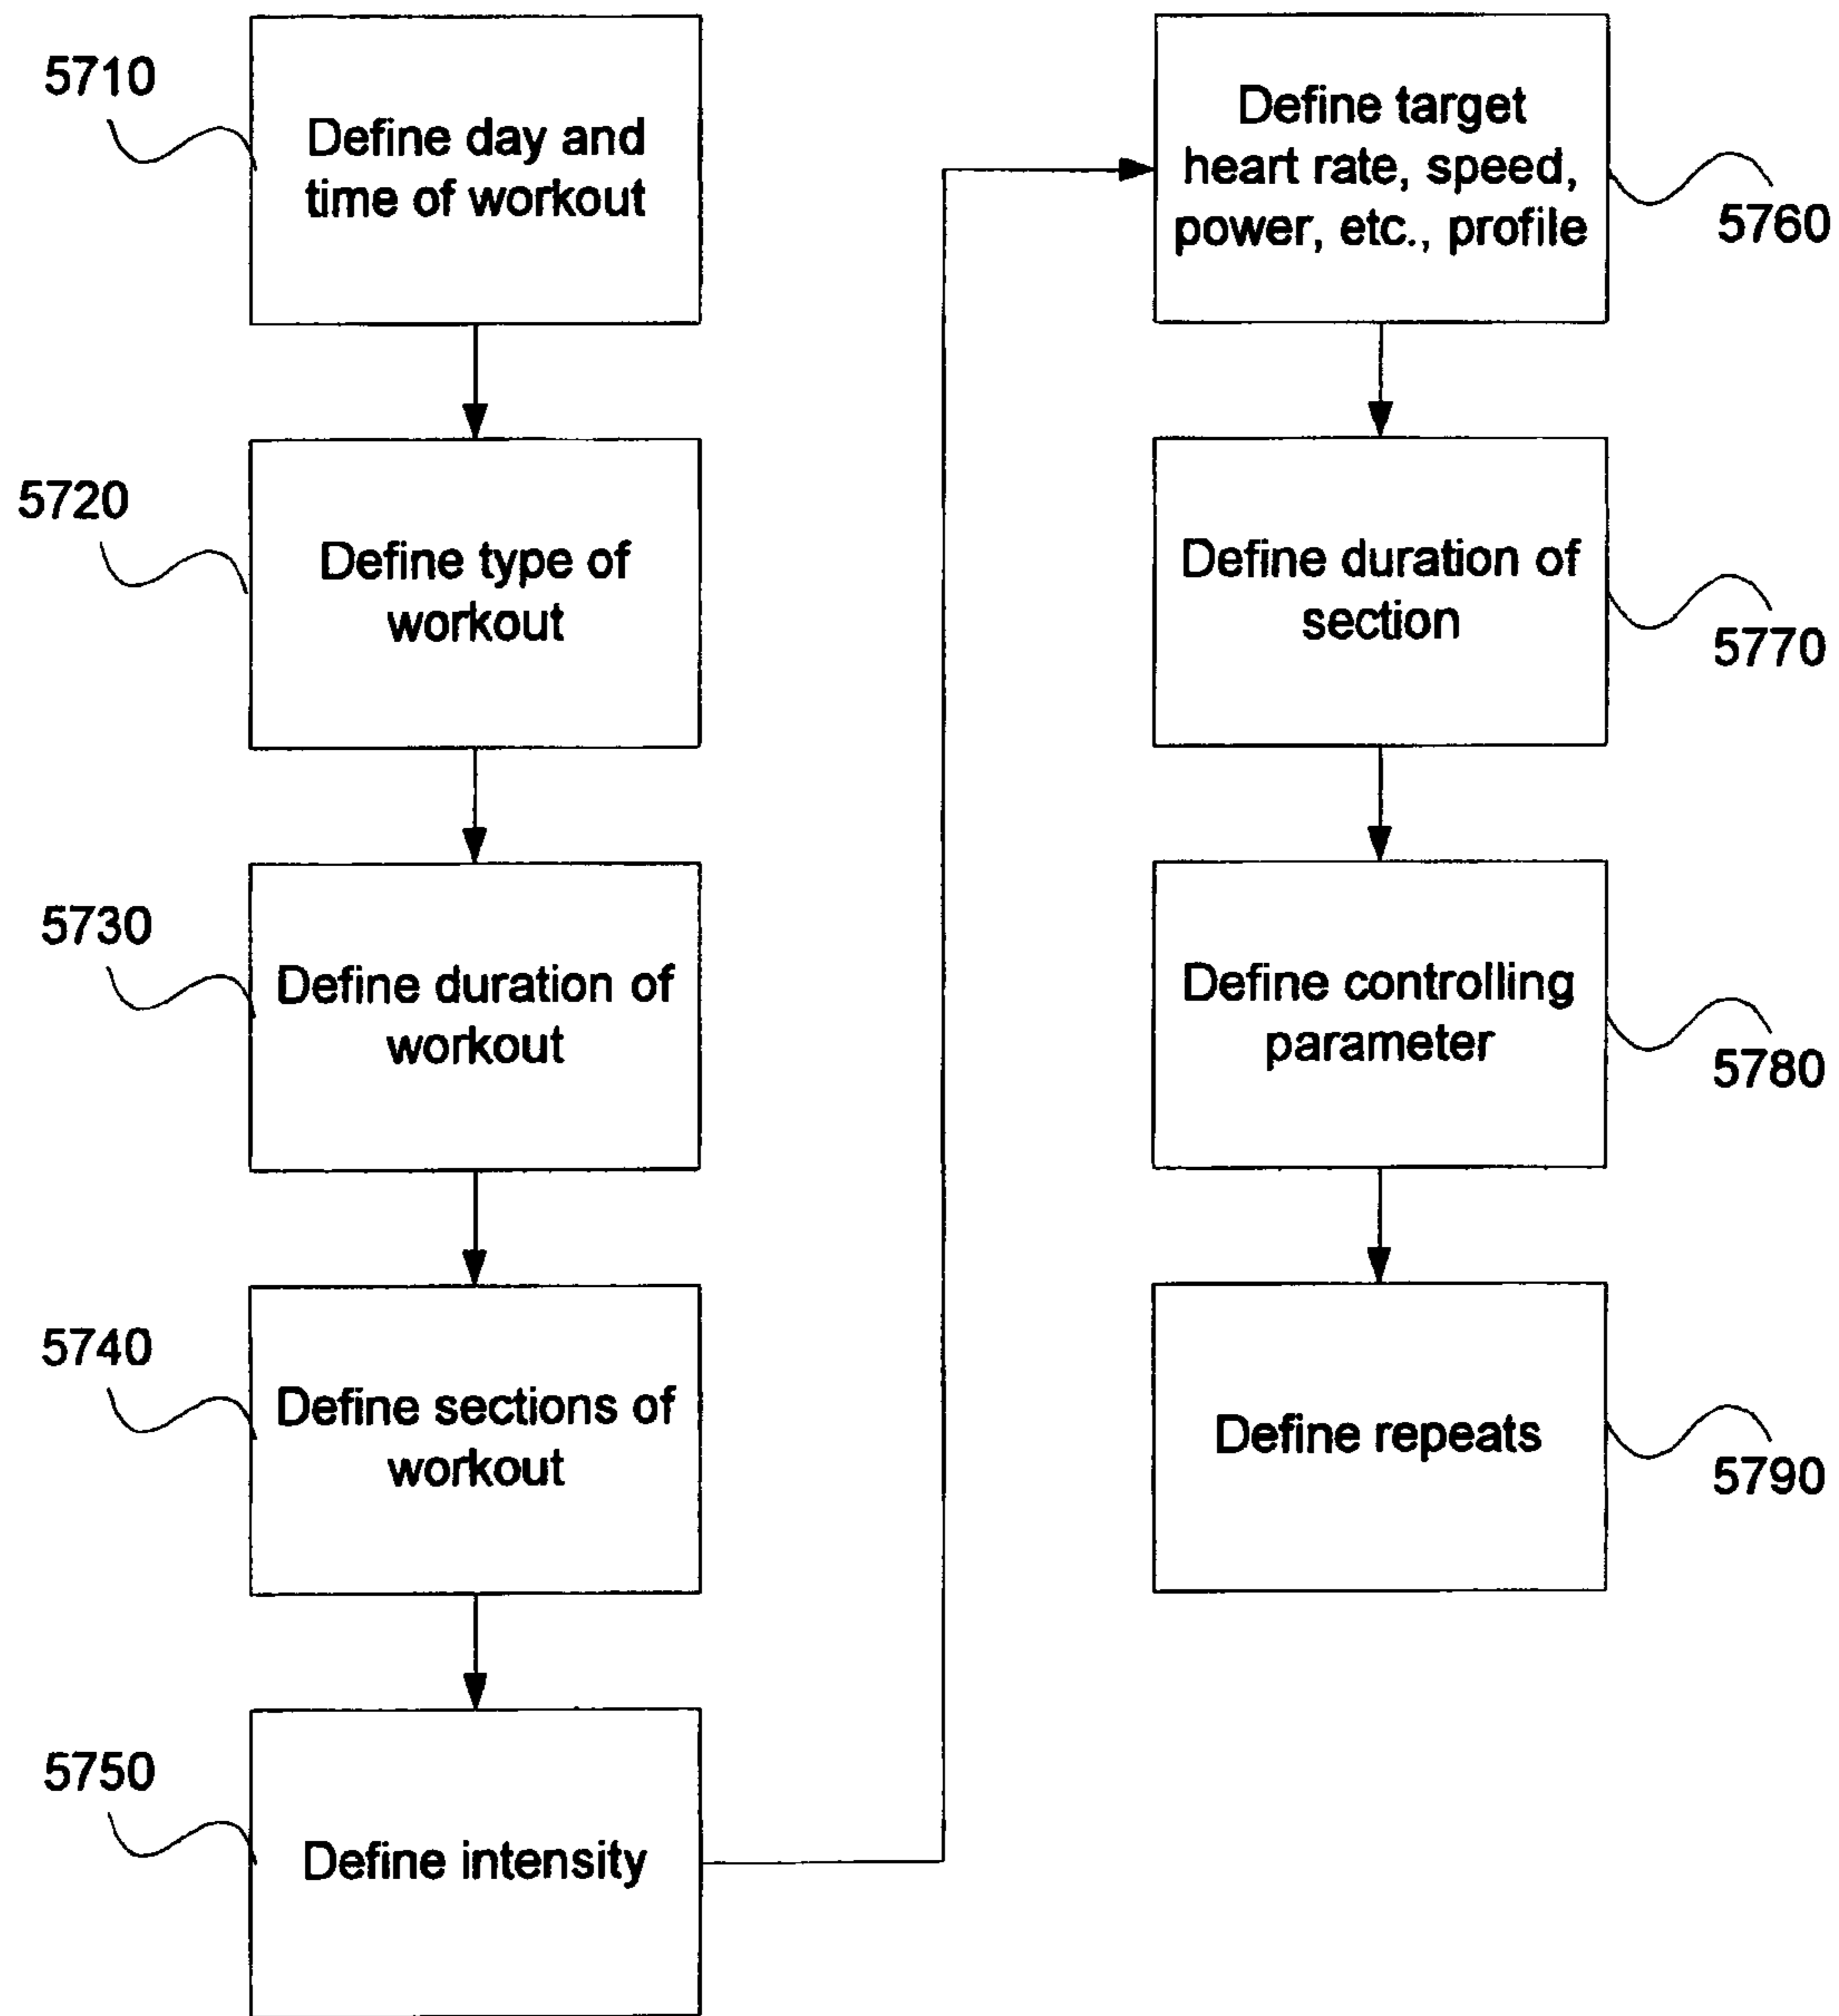 5710
Define day and
time of workout
5720
Define type of
workout
5730
Define duration of
workout
5740
Define sections of
workout
5750
Define intensity
Define target
heart rate, speed,
power, etc., profile
5760
Define duration of
section
5770
Define controlling
parameter
5780
Define repeats
5790